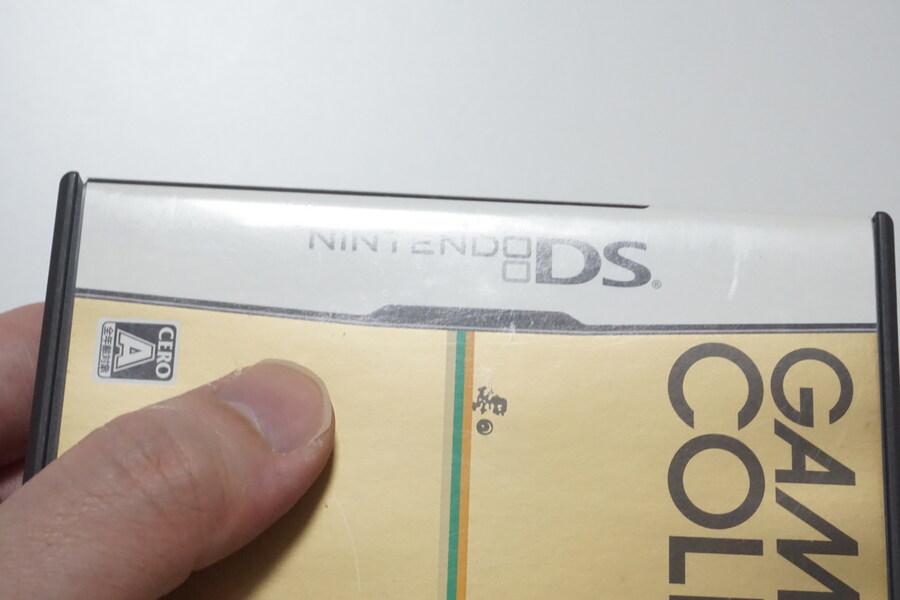 NINTENDO DS®
CERO
A
全年齢対象
GAM
COL